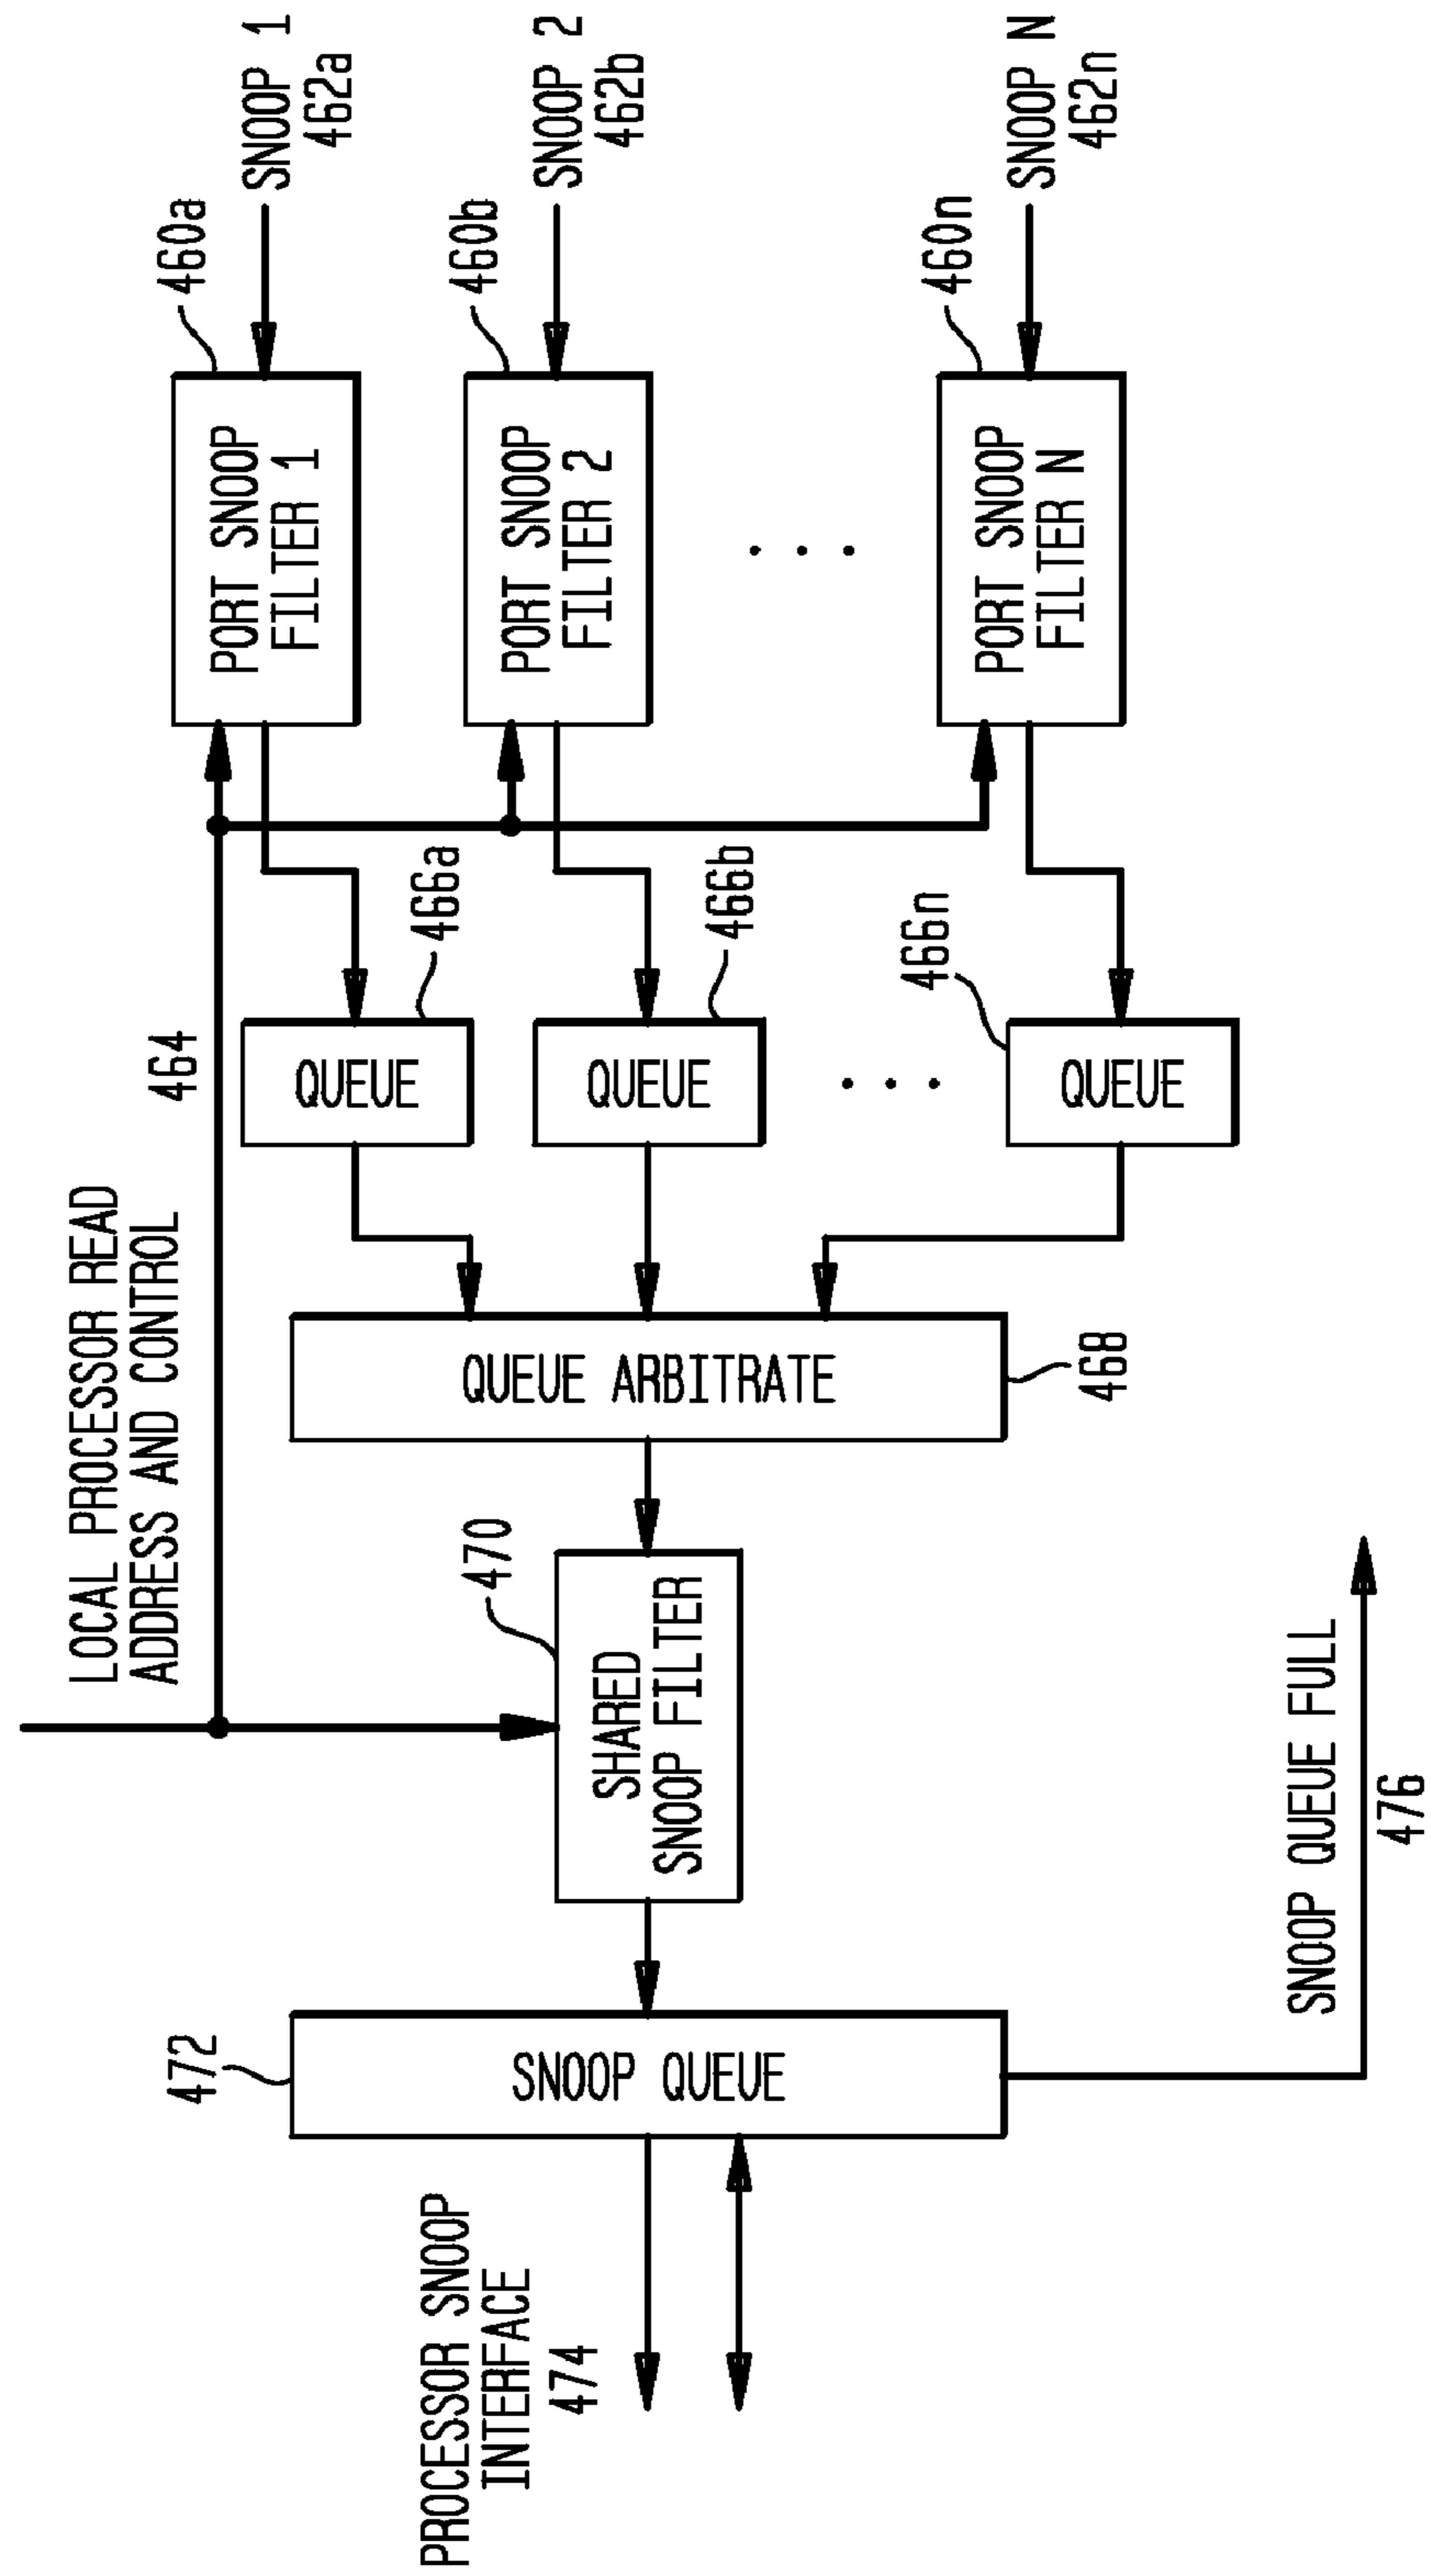 LOCAL PROCESSOR READ
ADDRESS AND CONTROL
464
460a
PORT SNOOP
FILTER 1
SNOOP 1
462a
460b
PORT SNOOP
FILTER 2
SNOOP 2
462b
. . .
460n
PORT SNOOP
FILTER N
SNOOP N
462n
QUEUE
466a
QUEUE
466b
. . .
QUEUE
466n
QUEUE ARBITRATE
468
470
SHARED
SNOOP FILTER
472
SNOOP QUEUE
PROCESSOR SNOOP
INTERFACE
474
SNOOP QUEUE FULL
476